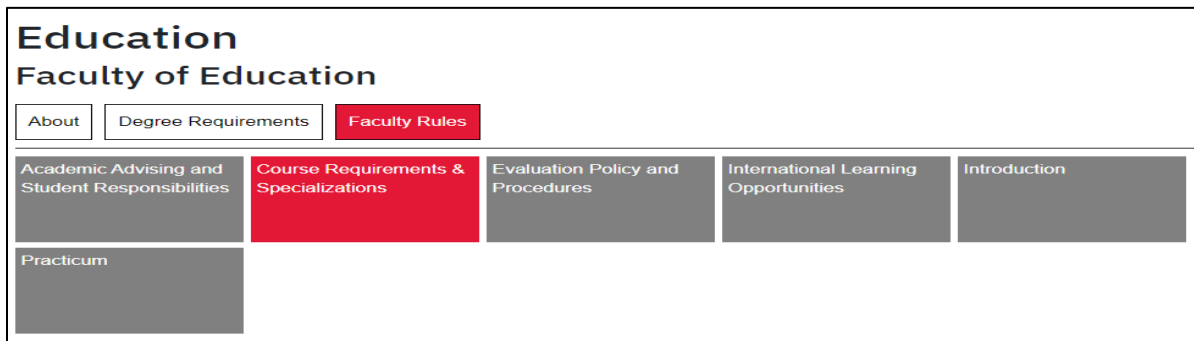 Education
Faculty of Education
About
Degree Requirements
Faculty Rules
Academic Advising and
Student Responsibilities
Course Requirements &
Specializations
Evaluation Policy and
Procedures
International Learning
Opportunities
Introduction
Practicum